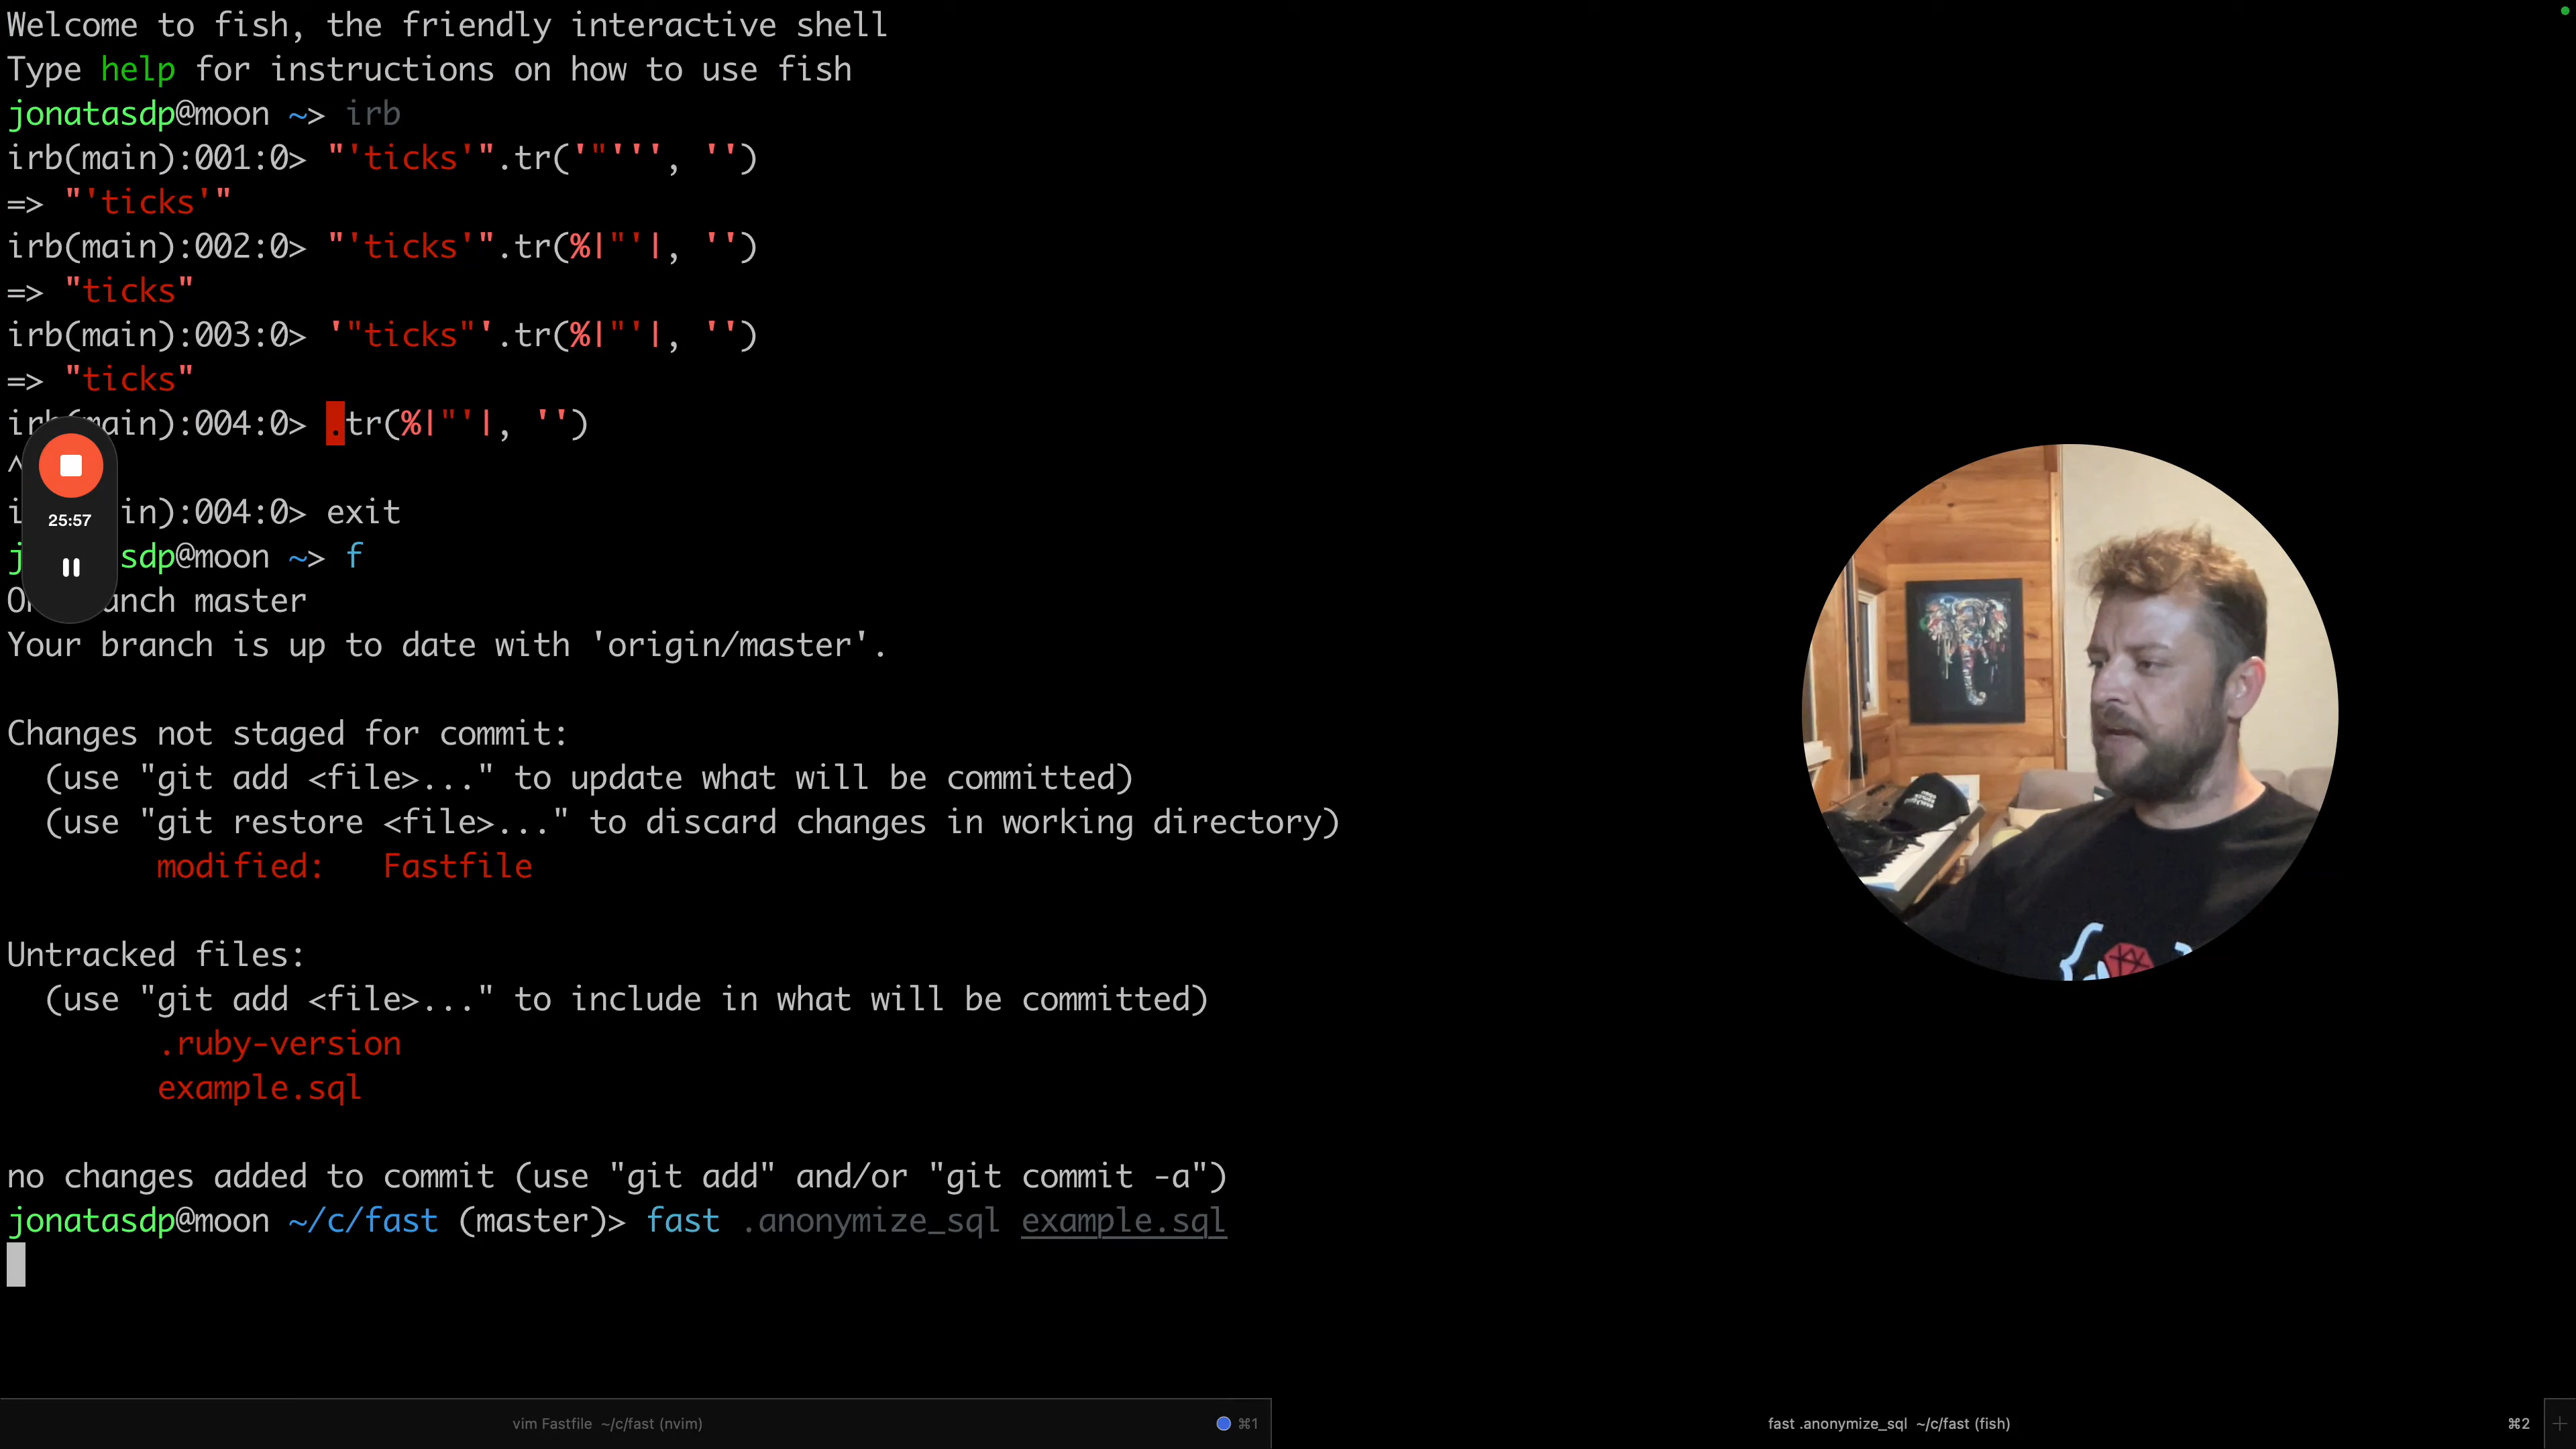 Welcome to fish, the friendly interactive shell
Type help for instructions on how to use fish
jonatasdp@moon ~> irb
irb(main):001:0> "'ticks'".tr('"''', '')
=> "'ticks'"
irb(main):002:0> "'ticks'".tr(%|"'|, '')
=> "ticks"
irb(main):003:0> '"ticks"'.tr(%|"'|, '')
=> "ticks"
irb(main):004:0> .tr(%|"'|, '')
^
in):004:0> exit
25:57
sdp@moon ~> f
anch master
Your branch is up to date with 'origin/master'.
Changes not staged for commit:
(use "git add <file>..." to update what will be committed)
(use "git restore <file>..." to discard changes in working directory)
modified: Fastfile
Untracked files:
(use "git add <file>..." to include in what will be committed)
.ruby-version
example.sql
no changes added to commit (use "git add" and/or "git commit -a")
jonatasdp@moon ~/c/fast (master)> fast .anonymize_sql example.sql
vim Fastfile ~/c/fast (nvim) ⌘1
fast .anonymize_sql ~/c/fast (fish) ⌘2 +